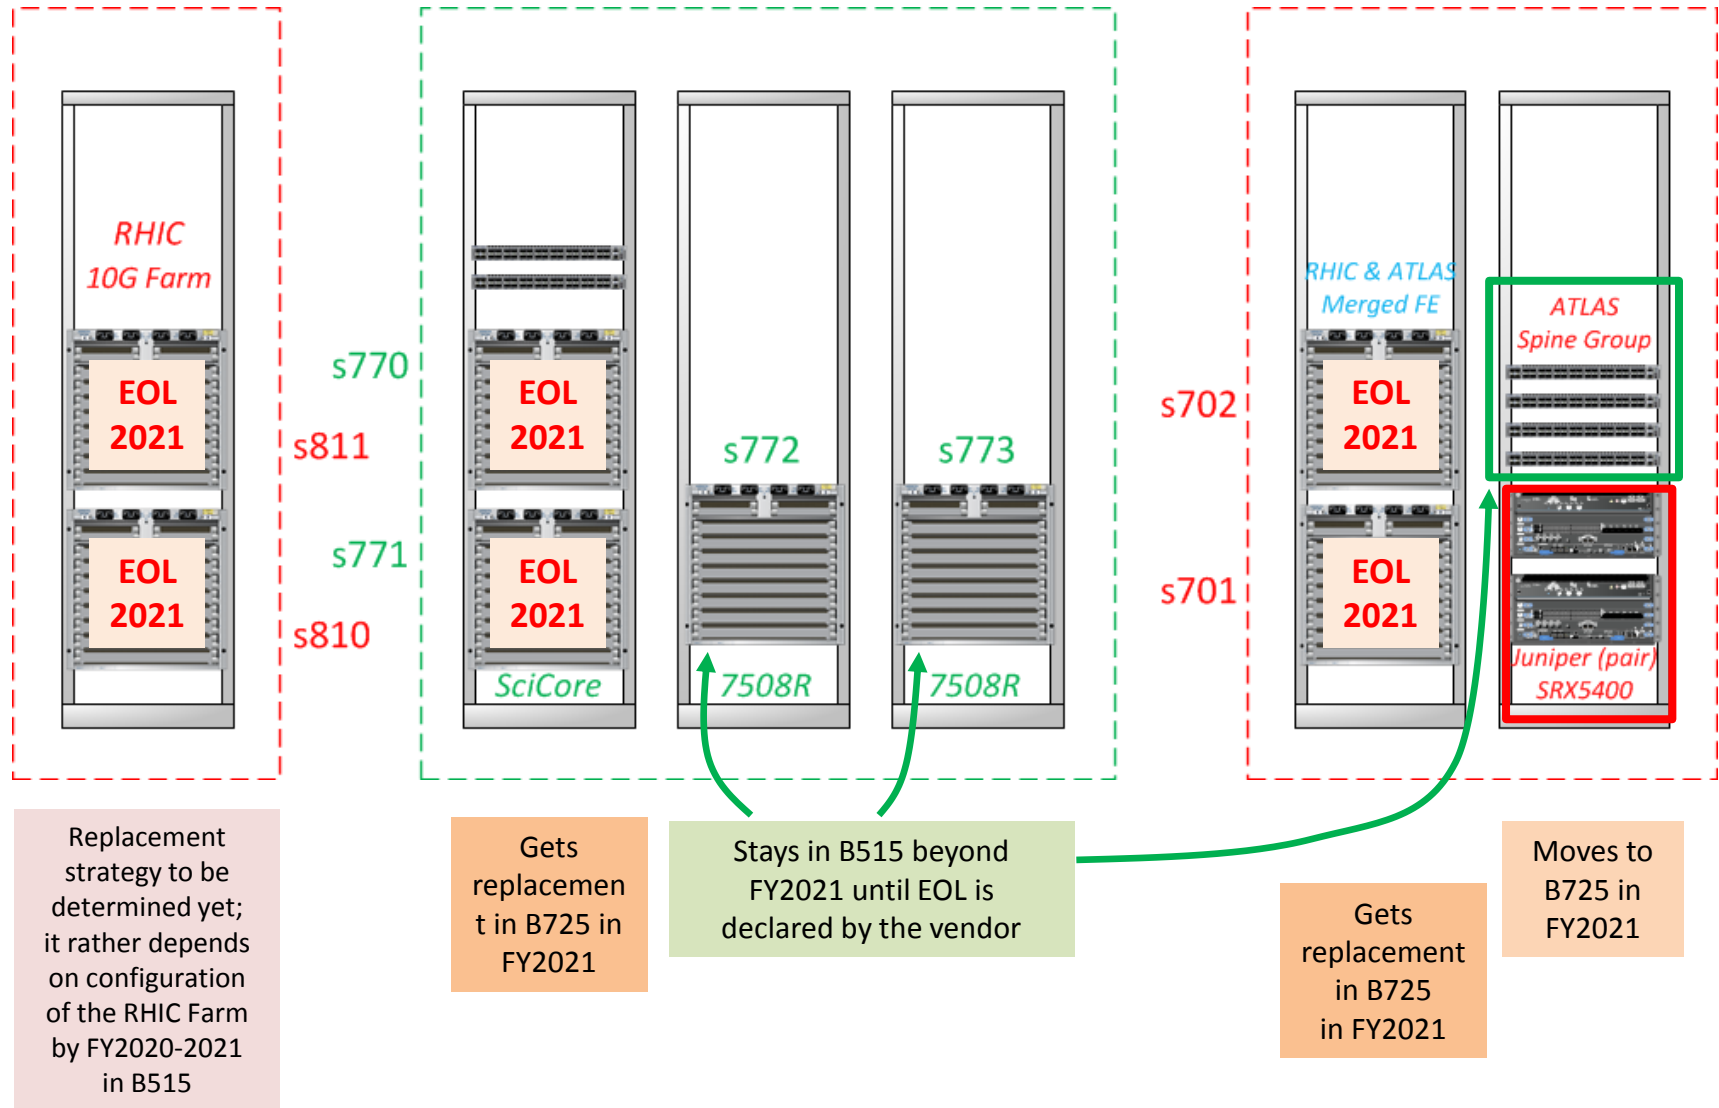 RHIC
10G Farm
EOL
2021
s811
EOL
2021
s810
s770
EOL
2021
s771
EOL
2021
SciCore
s772
7508R
s773
7508R
s702
RHIC & ATLAS
Merged FE
EOL
2021
s701
EOL
2021
ATLAS
Spine Group
Juniper (pair)
SRX5400
Replacement
strategy to be
determined yet;
it rather depends
on configuration
of the RHIC Farm
by FY2020-2021
in B515
Gets
replacemen
t in B725 in
FY2021
Stays in B515 beyond
FY2021 until EOL is
declared by the vendor
Gets
replacement
in B725
in FY2021
Moves to
B725 in
FY2021